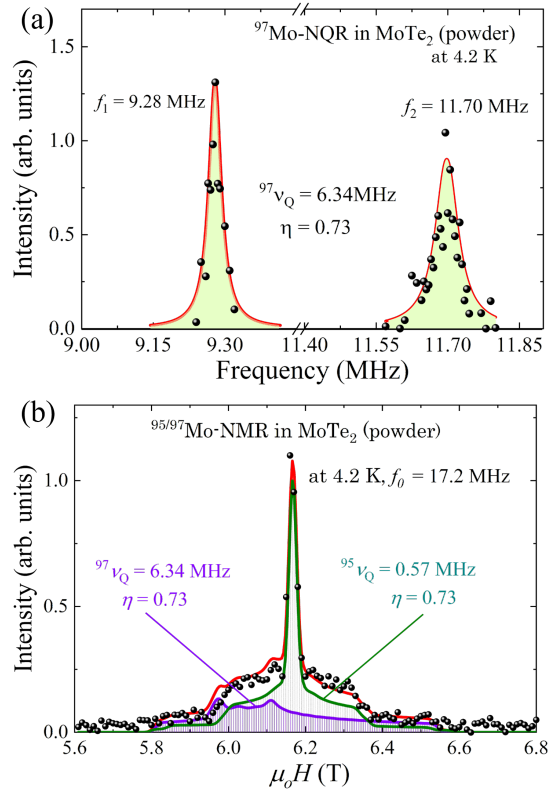 (a)
⁹⁷Mo-NQR in MoTe₂ (powder)
at 4.2 K
f₁ = 9.28 MHz
f₂ = 11.70 MHz
⁹⁷ν_Q = 6.34MHz
η = 0.73
Intensity (arb. units)
1.5
1.0
0.5
0.0
9.00 9.15 9.30 11.40 11.55 11.70 11.85
Frequency (MHz)
(b)
⁹⁵/⁹⁷Mo-NMR in MoTe₂ (powder)
at 4.2 K, f₀ = 17.2 MHz
⁹⁷ν_Q = 6.34 MHz
η = 0.73
⁹⁵ν_Q = 0.57 MHz
η = 0.73
Intensity (arb. units)
1.0
0.5
0.0
5.6 5.8 6.0 6.2 6.4 6.6 6.8
μₒH (T)